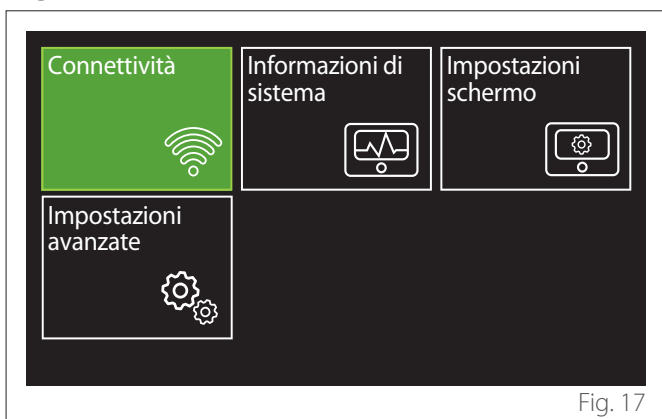 Connettività
Informazioni di
sistema
Impostazioni
schermo
Impostazioni
avanzate
Fig. 17